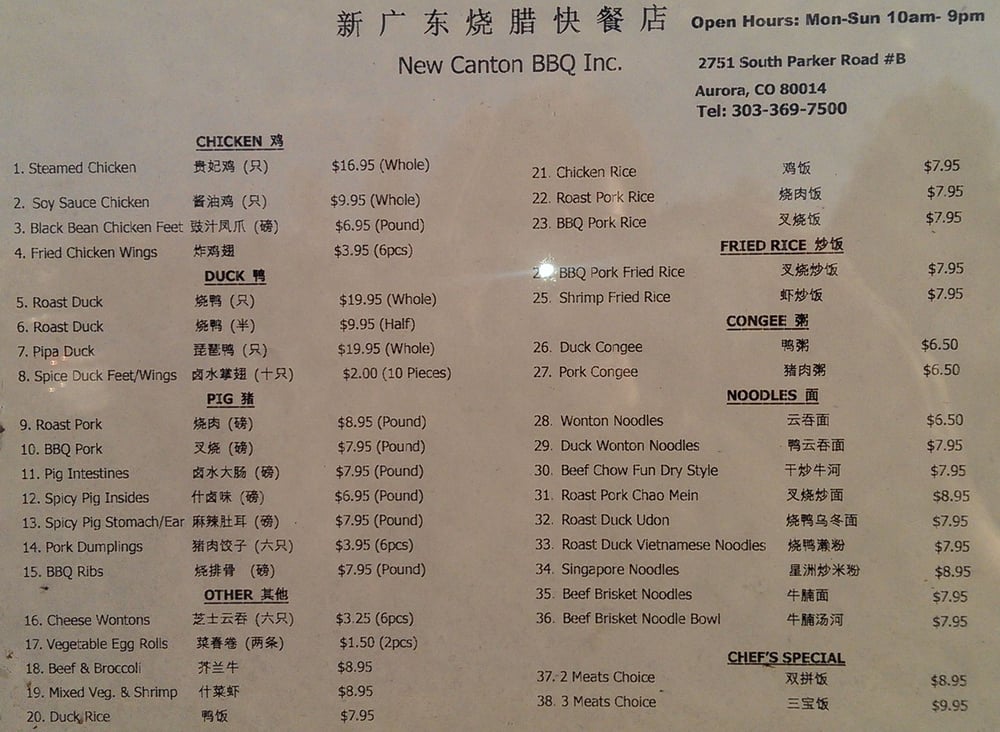 新广东烧腊快餐店
New Canton BBQ Inc.
Open Hours: Mon-Sun 10am- 9pm
2751 South Parker Road #B
Aurora, CO 80014
Tel: 303-369-7500
CHICKEN 鸡
1. Steamed Chicken 贵妃鸡 (只) $16.95 (Whole)
2. Soy Sauce Chicken 酱油鸡 (只) $9.95 (Whole)
3. Black Bean Chicken Feet 豉汁凤爪 (磅) $6.95 (Pound)
4. Fried Chicken Wings 炸鸡翅 $3.95 (6pcs)
DUCK 鸭
5. Roast Duck 烧鸭 (只) $19.95 (Whole)
6. Roast Duck 烧鸭 (半) $9.95 (Half)
7. Pipa Duck 琵琶鸭 (只) $19.95 (Whole)
8. Spice Duck Feet/Wings 卤水掌翅 (十只) $2.00 (10 Pieces)
PIG 猪
9. Roast Pork 烧肉 (磅) $8.95 (Pound)
10. BBQ Pork 叉烧 (磅) $7.95 (Pound)
11. Pig Intestines 卤水大肠 (磅) $7.95 (Pound)
12. Spicy Pig Insides 什卤味 (磅) $6.95 (Pound)
13. Spicy Pig Stomach/Ear 麻辣肚耳 (磅) $7.95 (Pound)
14. Pork Dumplings 猪肉饺子 (六只) $3.95 (6pcs)
15. BBQ Ribs 烧排骨 (磅) $7.95 (Pound)
OTHER 其他
16. Cheese Wontons 芝士云吞 (六只) $3.25 (6pcs)
17. Vegetable Egg Rolls 菜春卷 (两条) $1.50 (2pcs)
18. Beef & Broccoli 芥兰牛 $8.95
19. Mixed Veg. & Shrimp 什菜虾 $8.95
20. Duck Rice 鸭饭 $7.95
21. Chicken Rice 鸡饭 $7.95
22. Roast Pork Rice 烧肉饭 $7.95
23. BBQ Pork Rice 叉烧饭 $7.95
FRIED RICE 炒饭
BBQ Pork Fried Rice 叉烧炒饭 $7.95
25. Shrimp Fried Rice 虾炒饭 $7.95
CONGEE 粥
26. Duck Congee 鸭粥 $6.50
27. Pork Congee 猪肉粥 $6.50
NOODLES 面
28. Wonton Noodles 云吞面 $6.50
29. Duck Wonton Noodles 鸭云吞面 $7.95
30. Beef Chow Fun Dry Style 干炒牛河 $7.95
31. Roast Pork Chao Mein 叉烧炒面 $8.95
32. Roast Duck Udon 烧鸭乌冬面 $7.95
33. Roast Duck Vietnamese Noodles 烧鸭濑粉 $7.95
34. Singapore Noodles 星洲炒米粉 $8.95
35. Beef Brisket Noodles 牛腩面 $7.95
36. Beef Brisket Noodle Bowl 牛腩汤河 $7.95
CHEF'S SPECIAL
37. 2 Meats Choice 双拼饭 $8.95
38. 3 Meats Choice 三宝饭 $9.95